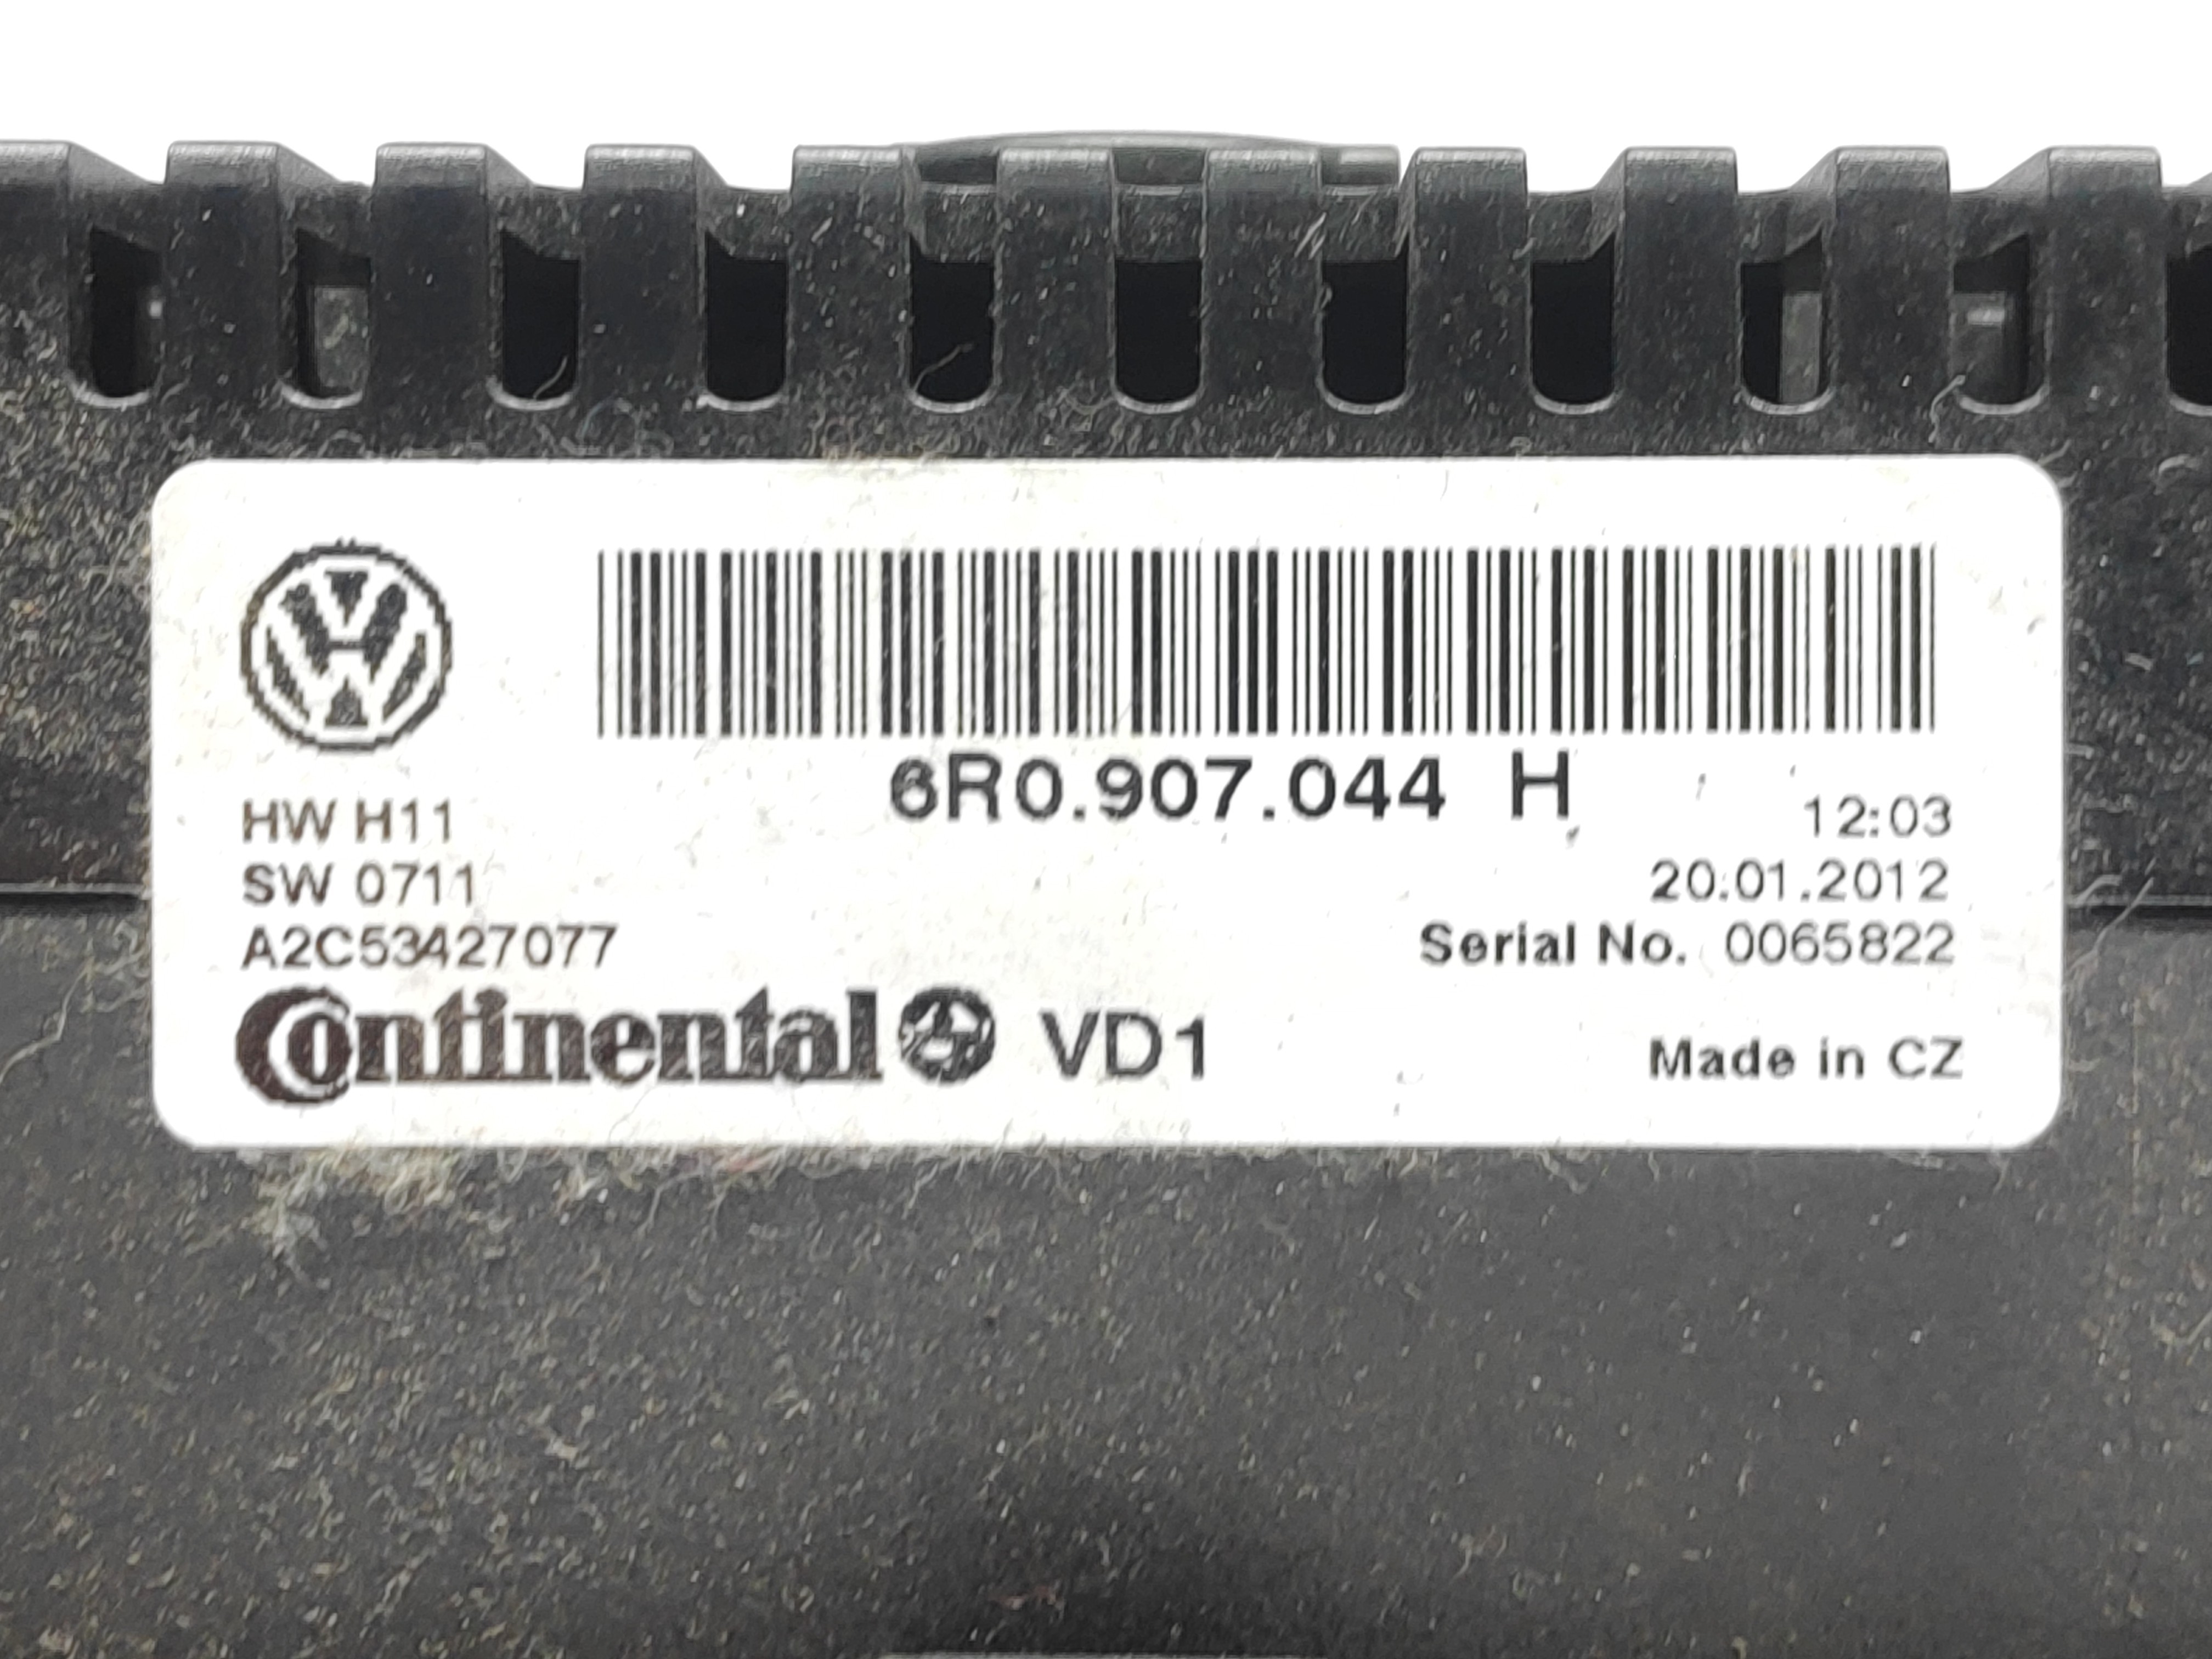 6R0.907.044 H
HW H11
12:03
SW 0711
20.01.2012
A2C53427077
Serial No. 0065822
Continental VD1
Made in CZ